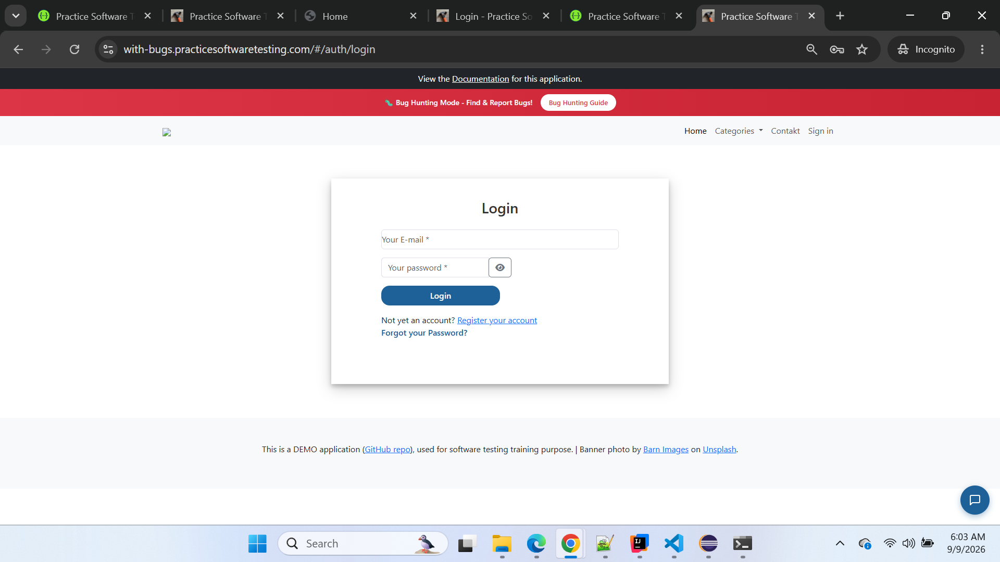 Practice Software T
Practice Software T
Home
Login - Practice So
Practice Software T
Practice Software T
with-bugs.practicesoftwaretesting.com/#/auth/login
Incognito
View the Documentation for this application.
Bug Hunting Mode - Find & Report Bugs!
Bug Hunting Guide
Home
Categories
Contakt
Sign in
Login
Your E-mail *
Your password *
Login
Not yet an account? Register your account
Forgot your Password?
This is a DEMO application (GitHub repo), used for software testing training purpose. | Banner photo by Barn Images on Unsplash.
Search
6:03 AM
9/9/2026